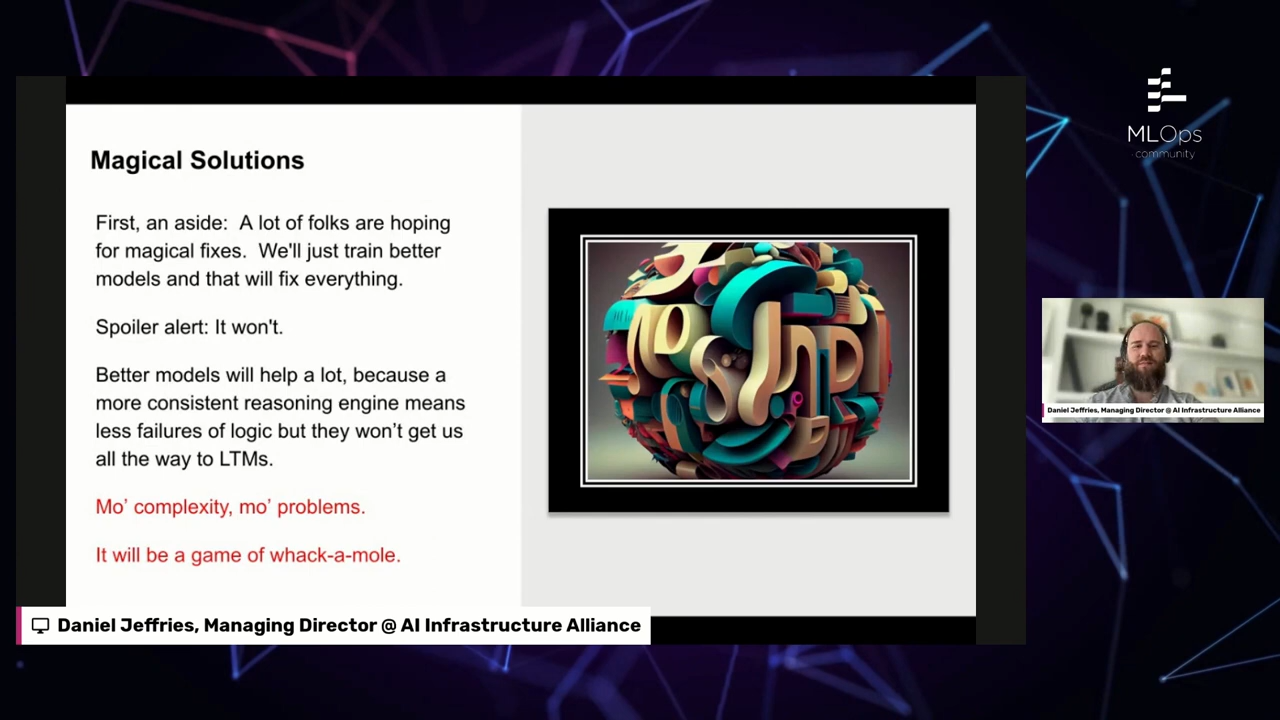 MLOps
community
Magical Solutions
First, an aside:  A lot of folks are hoping
for magical fixes.  We'll just train better
models and that will fix everything.
Spoiler alert: It won't.
Better models will help a lot, because a
more consistent reasoning engine means
less failures of logic but they won’t get us
all the way to LTMs.
Mo’ complexity, mo’ problems.
It will be a game of whack-a-mole.
Daniel Jeffries, Managing Director @ AI Infrastructure Alliance
Daniel Jeffries, Managing Director @ AI Infrastructure Alliance